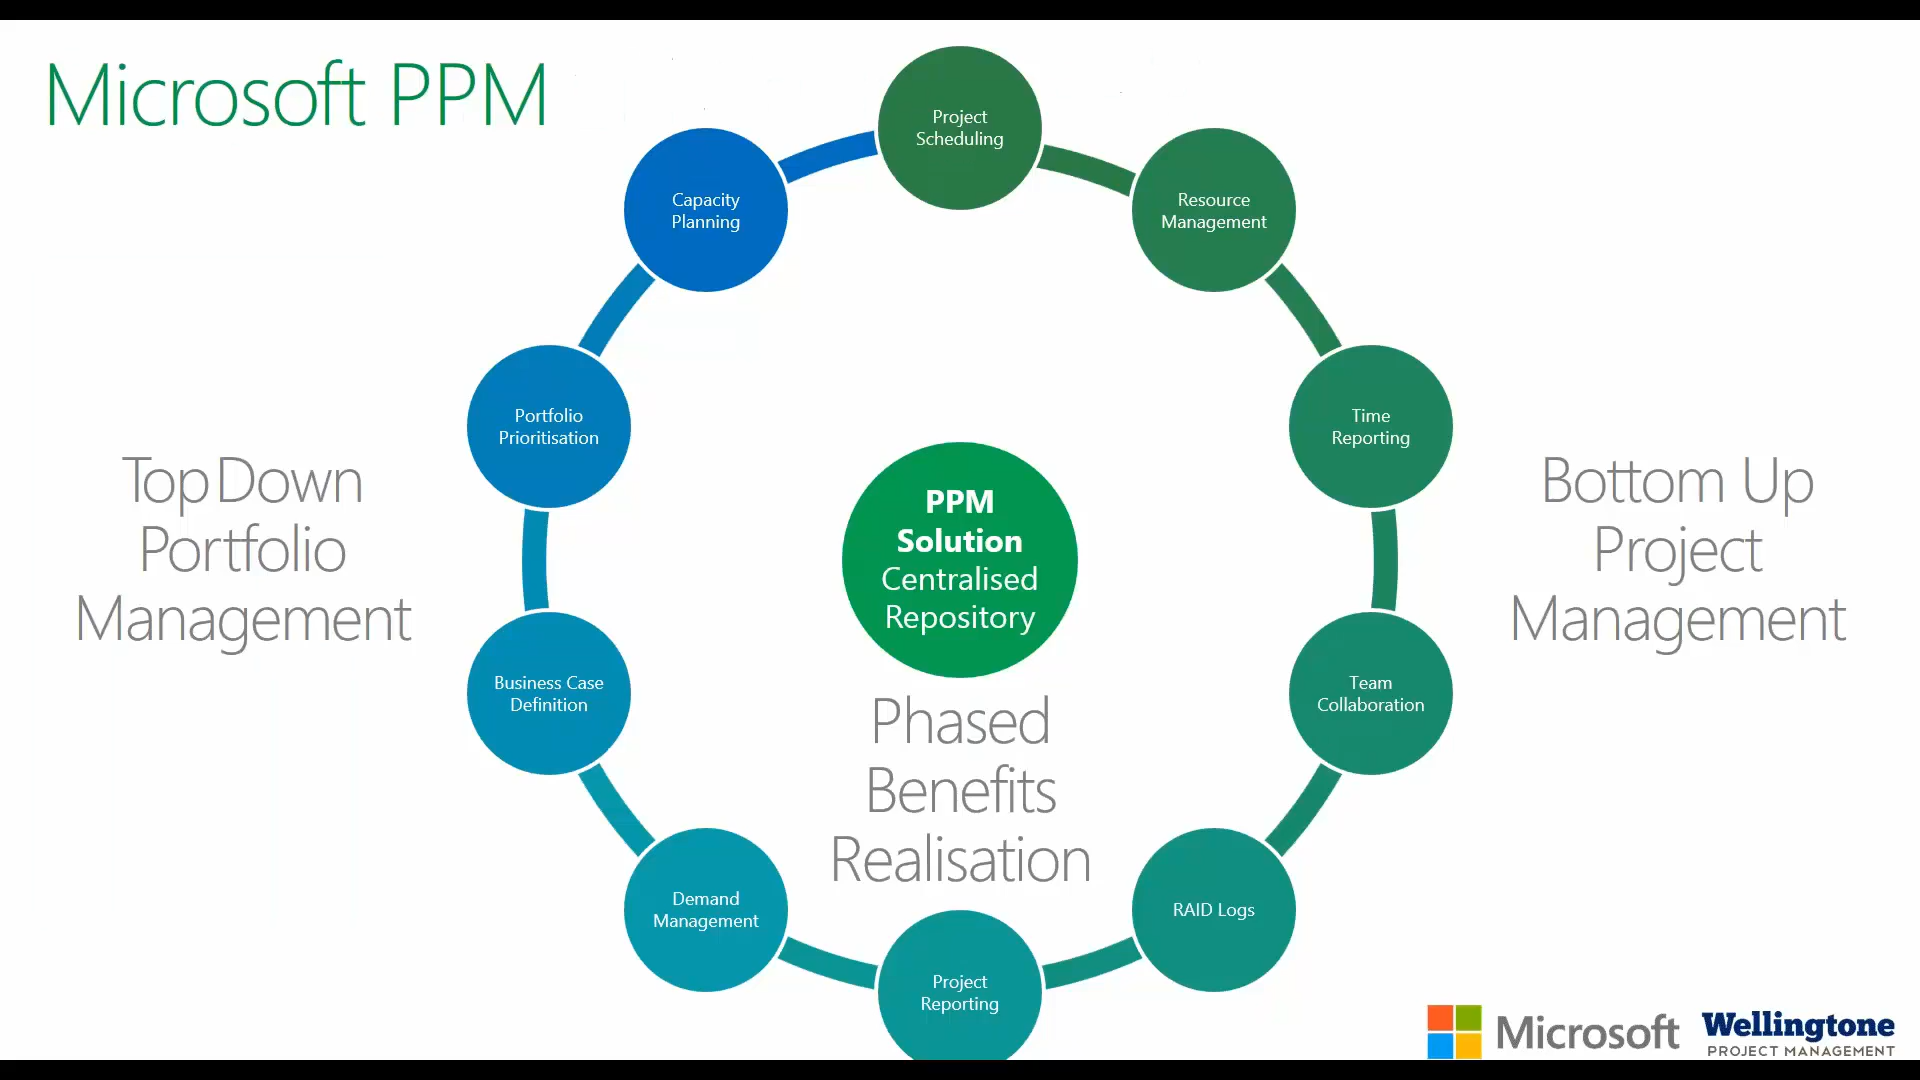 Microsoft PPM
Project
Scheduling
Resource
Management
Time
Reporting
Team
Collaboration
RAID Logs
Project
Reporting
Demand
Management
Business Case
Definition
Portfolio
Prioritisation
Capacity
Planning
Top Down
Portfolio
Management
PPM
Solution
Centralised
Repository
Phased
Benefits
Realisation
Bottom Up
Project
Management
Microsoft
Wellingtone
PROJECT MANAGEMENT